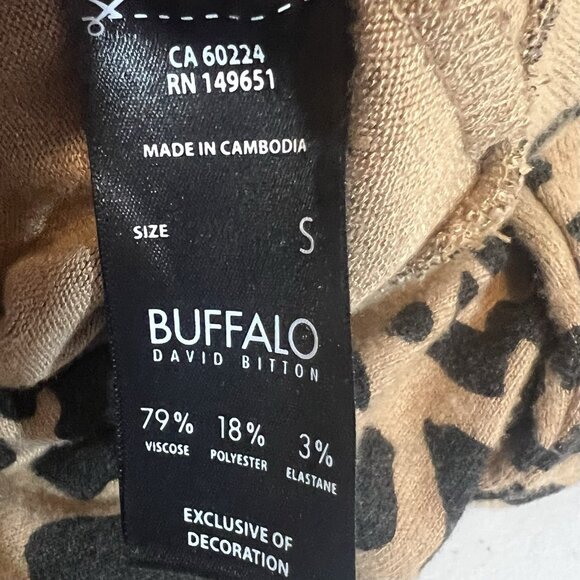 CA 60224
RN 149651
MADE IN CAMBODIA
SIZE S
BUFFALO
DAVID BITTON
79% 18% 3%
VISCOSE POLYESTER ELASTANE
EXCLUSIVE OF
DECORATION